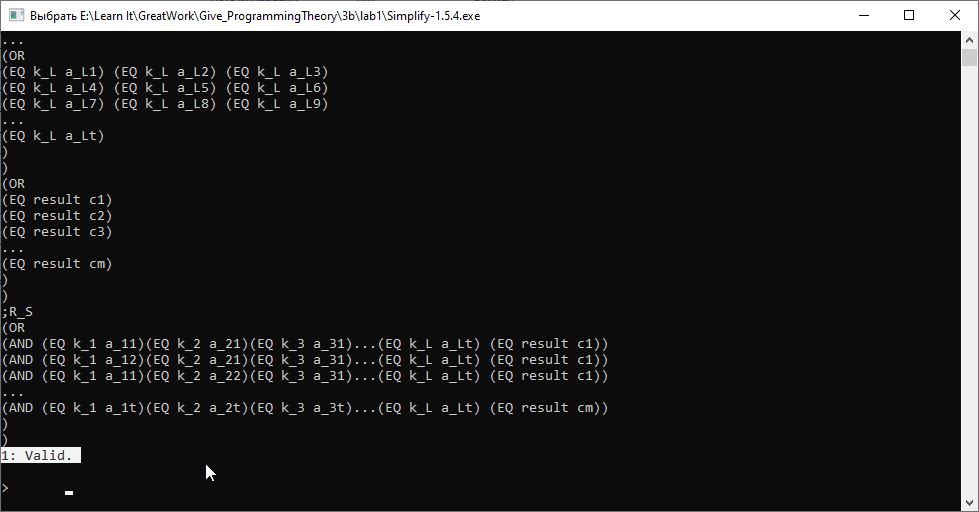 Выбрать E:\Learn It\GreatWork\Give_ProgrammingTheory\3b\lab1\Simplify-1.5.4.exe
...
(OR
(EQ k_L a_L1) (EQ k_L a_L2) (EQ k_L a_L3)
(EQ k_L a_L4) (EQ k_L a_L5) (EQ k_L a_L6)
(EQ k_L a_L7) (EQ k_L a_L8) (EQ k_L a_L9)
...
(EQ k_L a_Lt)
)
)
(OR
(EQ result c1)
(EQ result c2)
(EQ result c3)
...
(EQ result cm)
)
)
;R_S
(OR
(AND (EQ k_1 a_11)(EQ k_2 a_21)(EQ k_3 a_31)...(EQ k_L a_Lt) (EQ result c1))
(AND (EQ k_1 a_12)(EQ k_2 a_21)(EQ k_3 a_31)...(EQ k_L a_Lt) (EQ result c1))
(AND (EQ k_1 a_11)(EQ k_2 a_22)(EQ k_3 a_31)...(EQ k_L a_Lt) (EQ result c1))
...
(AND (EQ k_1 a_1t)(EQ k_2 a_2t)(EQ k_3 a_3t)...(EQ k_L a_Lt) (EQ result cm))
)
)
1: Valid.
>